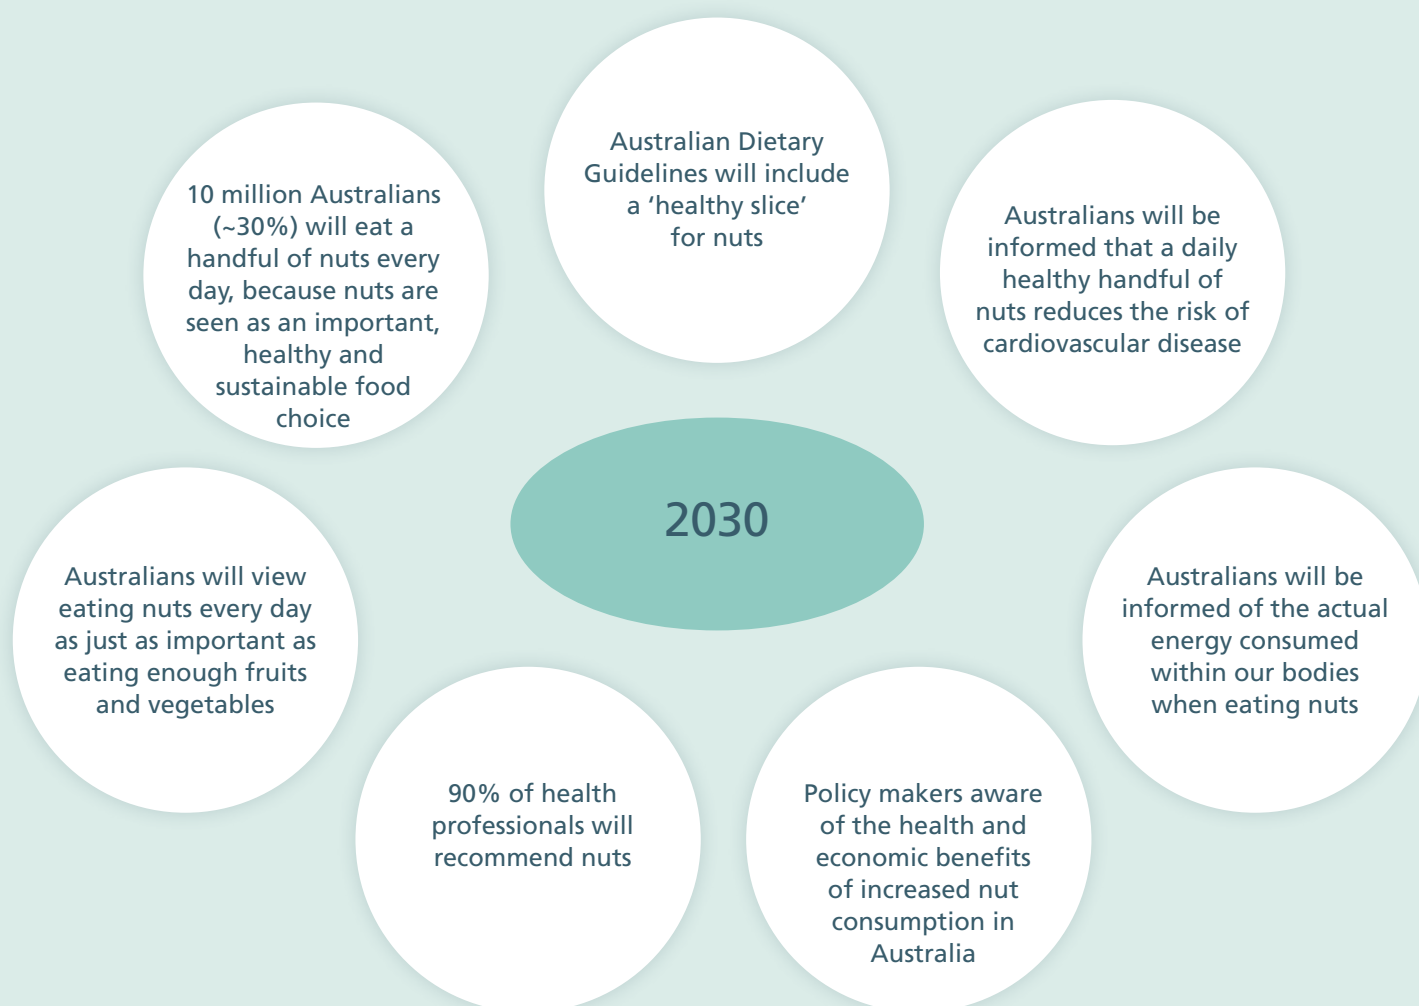 Australian Dietary
Guidelines will include
a ‘healthy slice’
for nuts
10 million Australians
(~30%) will eat a
handful of nuts every
day, because nuts are
seen as an important,
healthy and
sustainable food
choice
Australians will be
informed that a daily
healthy handful of
nuts reduces the risk of
cardiovascular disease
2030
Australians will view
eating nuts every day
as just as important as
eating enough fruits
and vegetables
Australians will be
informed of the actual
energy consumed
within our bodies
when eating nuts
90% of health
professionals will
recommend nuts
Policy makers aware
of the health and
economic benefits
of increased nut
consumption in
Australia